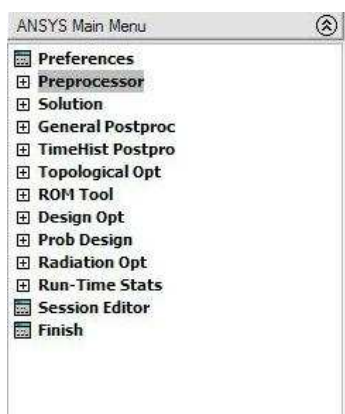 ANSYS Main Menu
Preferences
Preprocessor
Solution
General Postproc
TimeHist Postpro
Topological Opt
ROM Tool
Design Opt
Prob Design
Radiation Opt
Run-Time Stats
Session Editor
Finish